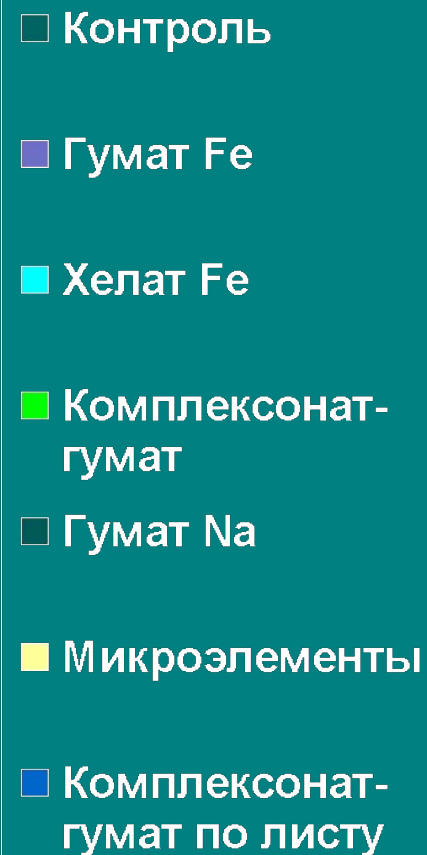 Контроль
Гумат Fe
Хелат Fe
Комплексонат-
гумат
Гумат Na
Микроэлементы
Комплексонат-
гумат по листу